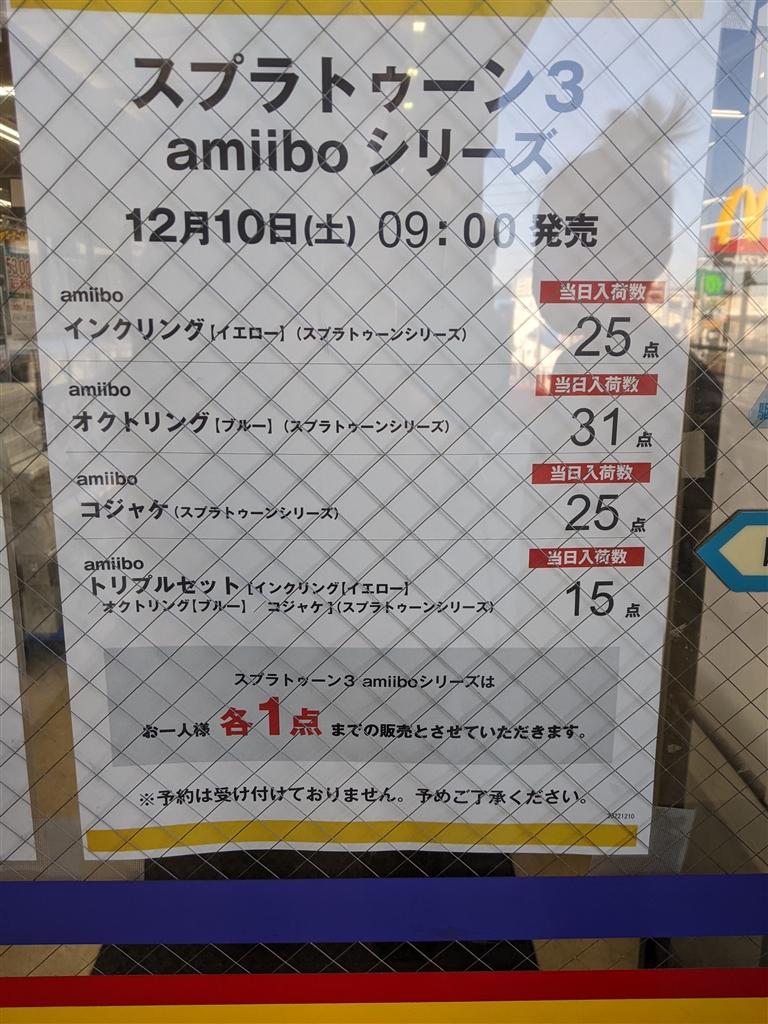 スプラトゥーン3
amiibo シリーズ
12月10日(土) 09:00 発売
amiibo
当日入荷数
インクリング【イエロー】(スプラトゥーンシリーズ)
25点
amiibo
当日入荷数
オクトリング【ブルー】(スプラトゥーンシリーズ)
31点
amiibo
当日入荷数
コジャケ(スプラトゥーンシリーズ)
25点
amiibo
当日入荷数
トリプルセット[インクリング【イエロー】
オクトリング【ブルー】/コジャケ](スプラトゥーンシリーズ)
15点
スプラトゥーン3 amiiboシリーズは
お一人様 各1点 までの販売とさせていただきます。
※予約は受け付けておりません。予めご了承ください。
20221210